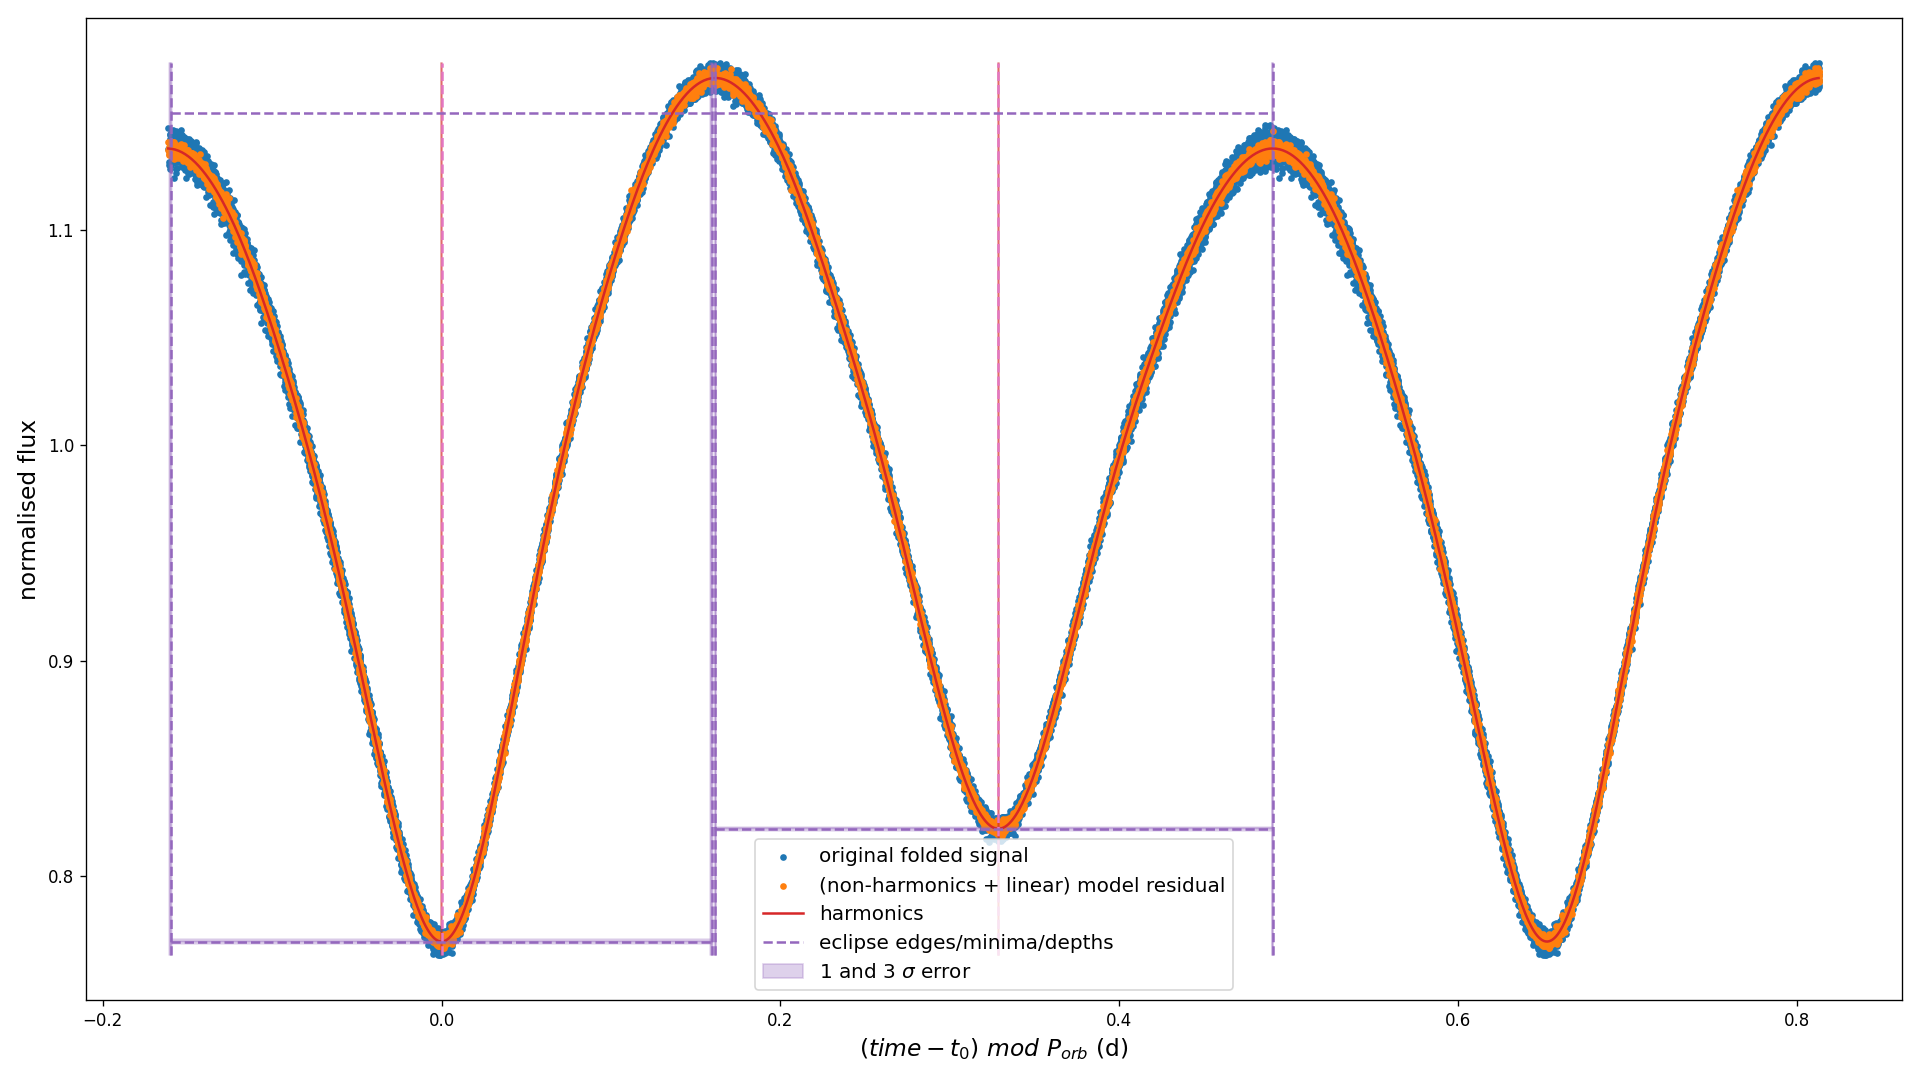 normalised flux
1.1
1.0
0.9
0.8
−0.2
0.0
0.2
0.4
0.6
0.8
(time − t₀) mod Pₒᵣᵦ (d)
original folded signal
(non-harmonics + linear) model residual
harmonics
eclipse edges/minima/depths
1 and 3 σ error